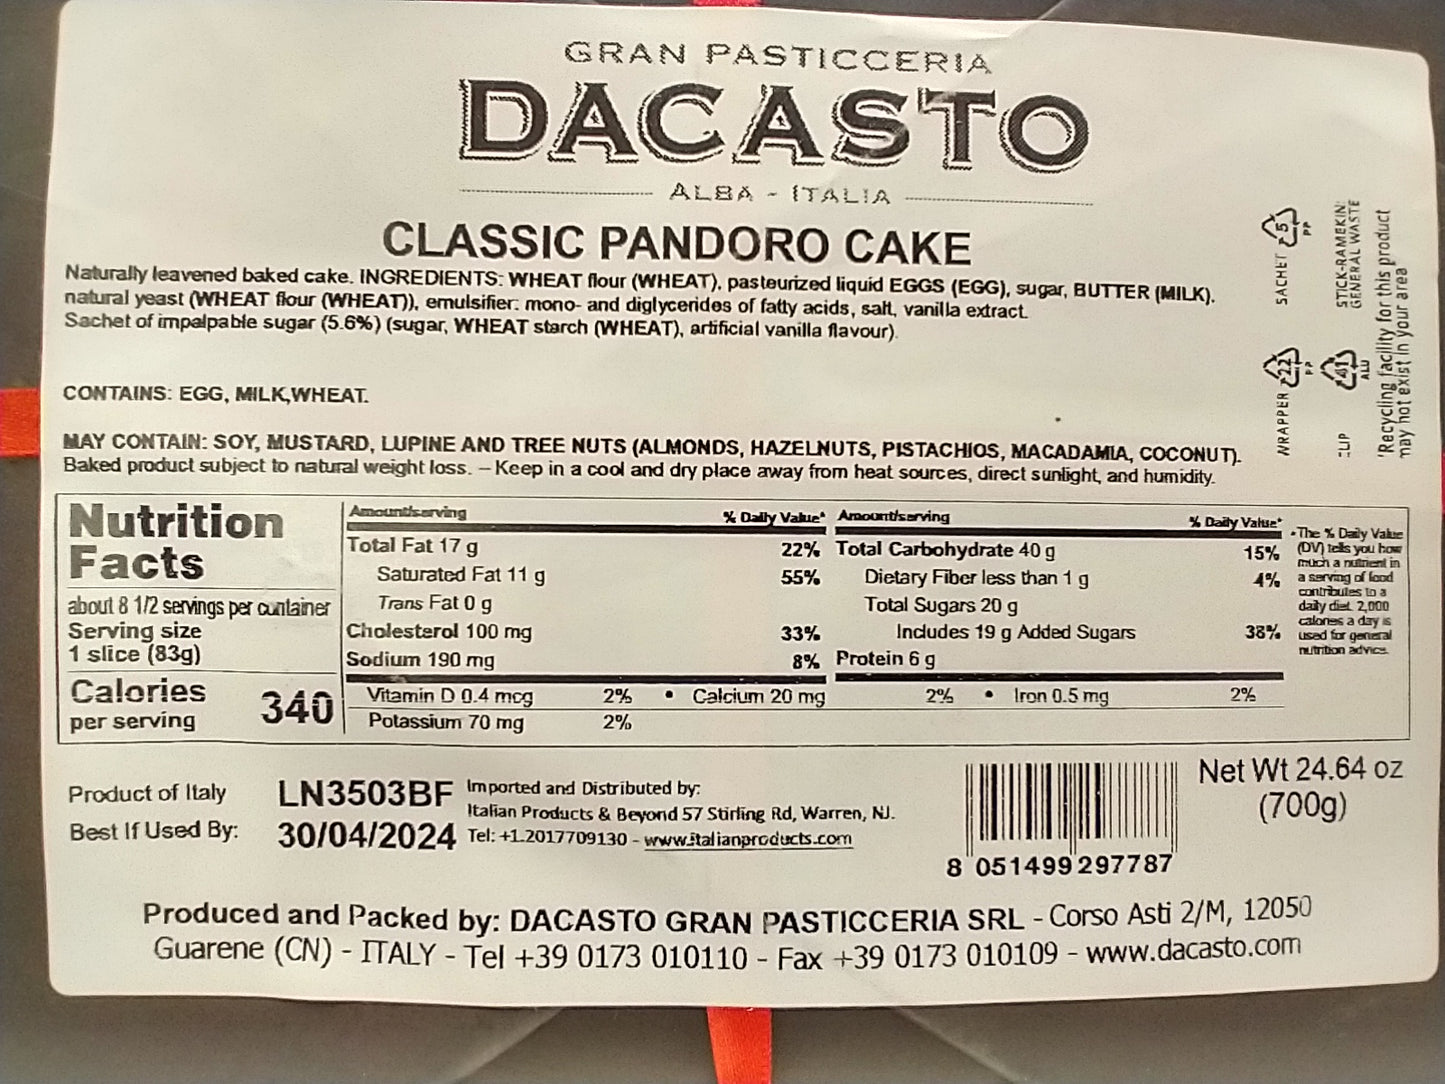 GRAN PASTICCERIA
DACASTO
ALBA - ITALIA
CLASSIC PANDORO CAKE
Naturally leavened baked cake. INGREDIENTS: WHEAT flour (WHEAT), pasteurized liquid EGGS (EGG), sugar, BUTTER (MILK),
natural yeast (WHEAT flour (WHEAT)), emulsifier: mono- and diglycerides of fatty acids, salt, vanilla extract.
Sachet of impalpable sugar (5.6%) (sugar, WHEAT starch (WHEAT), artificial vanilla flavour).
CONTAINS: EGG, MILK,WHEAT.
MAY CONTAIN: SOY, MUSTARD, LUPINE AND TREE NUTS (ALMONDS, HAZELNUTS, PISTACHIOS, MACADAMIA, COCONUT).
Baked product subject to natural weight loss. – Keep in a cool and dry place away from heat sources, direct sunlight, and humidity.
WRAPPER 22 PP
SACHET 5 PP
CLIP 41 ALU
STICK-RAMEKIN:
GENERAL WASTE
"Recycling facility for this product
may not exist in your area
Nutrition
Facts
about 8 1/2 servings per container
Serving size
1 slice (83g)
Calories
per serving
340
Amount/serving % Daily Value*
Total Fat 17 g 22%
Saturated Fat 11 g 55%
Trans Fat 0 g
Cholesterol 100 mg 33%
Sodium 190 mg 8%
Amount/serving % Daily Value*
Total Carbohydrate 40 g 15%
Dietary Fiber less than 1 g 4%
Total Sugars 20 g
Includes 19 g Added Sugars 38%
Protein 6 g
Vitamin D 0.4 mcg 2% • Calcium 20 mg 2% • Iron 0.5 mg 2%
Potassium 70 mg 2%
*The % Daily Value
(DV) tells you how
much a nutrient in
a serving of food
contributes to a
daily diet. 2,000
calories a day is
used for general
nutrition advice.
Product of Italy LN3503BF
Best If Used By: 30/04/2024
Imported and Distributed by:
Italian Products & Beyond 57 Stirling Rd, Warren, NJ.
Tel: +1.2017709130 - www.italianproducts.com
8 051499 297787
Net Wt 24.64 oz
(700g)
Produced and Packed by: DACASTO GRAN PASTICCERIA SRL - Corso Asti 2/M, 12050
Guarene (CN) - ITALY - Tel +39 0173 010110 - Fax +39 0173 010109 - www.dacasto.com